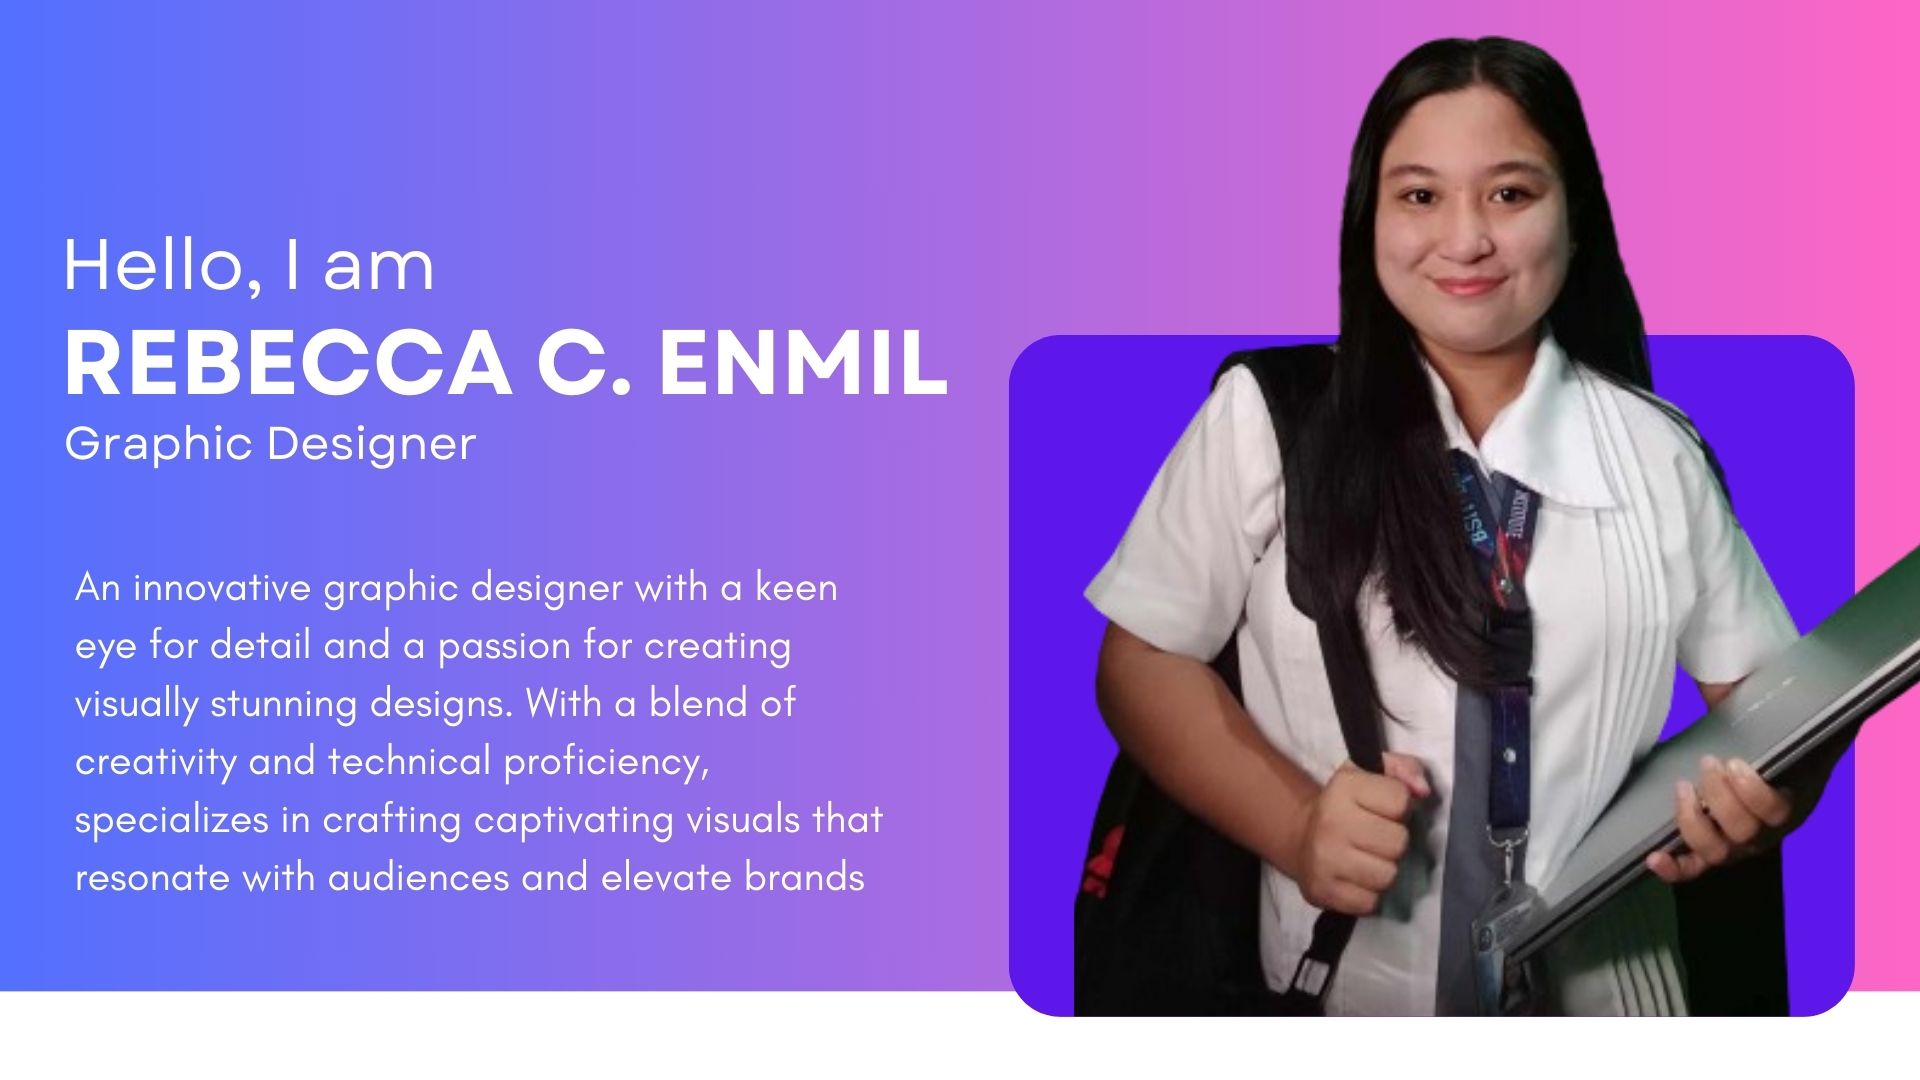 Hello, I am
REBECCA C. ENMIL
Graphic Designer
An innovative graphic designer with a keen
eye for detail and a passion for creating
visually stunning designs. With a blend of
creativity and technical proficiency,
specializes in crafting captivating visuals that
resonate with audiences and elevate brands
BSIT